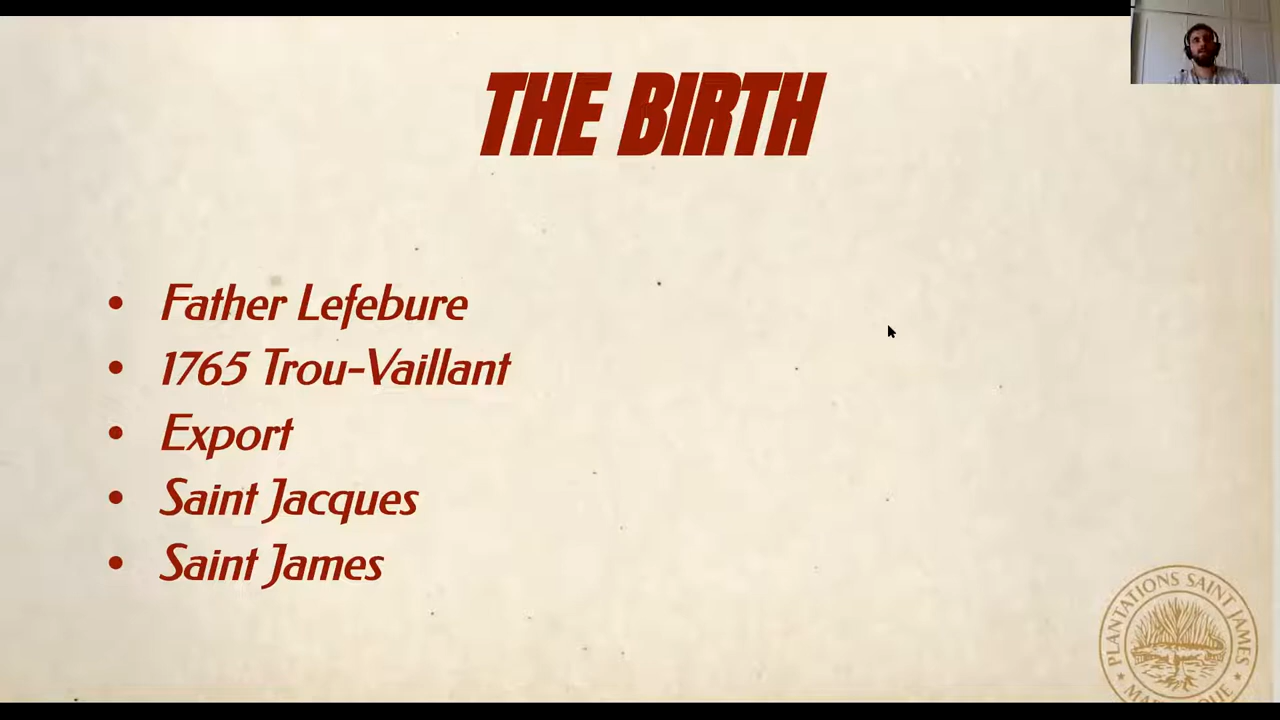 THE BIRTH
• Father Lefebure
• 1765 Trou-Vaillant
• Export
• Saint Jacques
• Saint James
PLANTATIONS SAINT JAMES